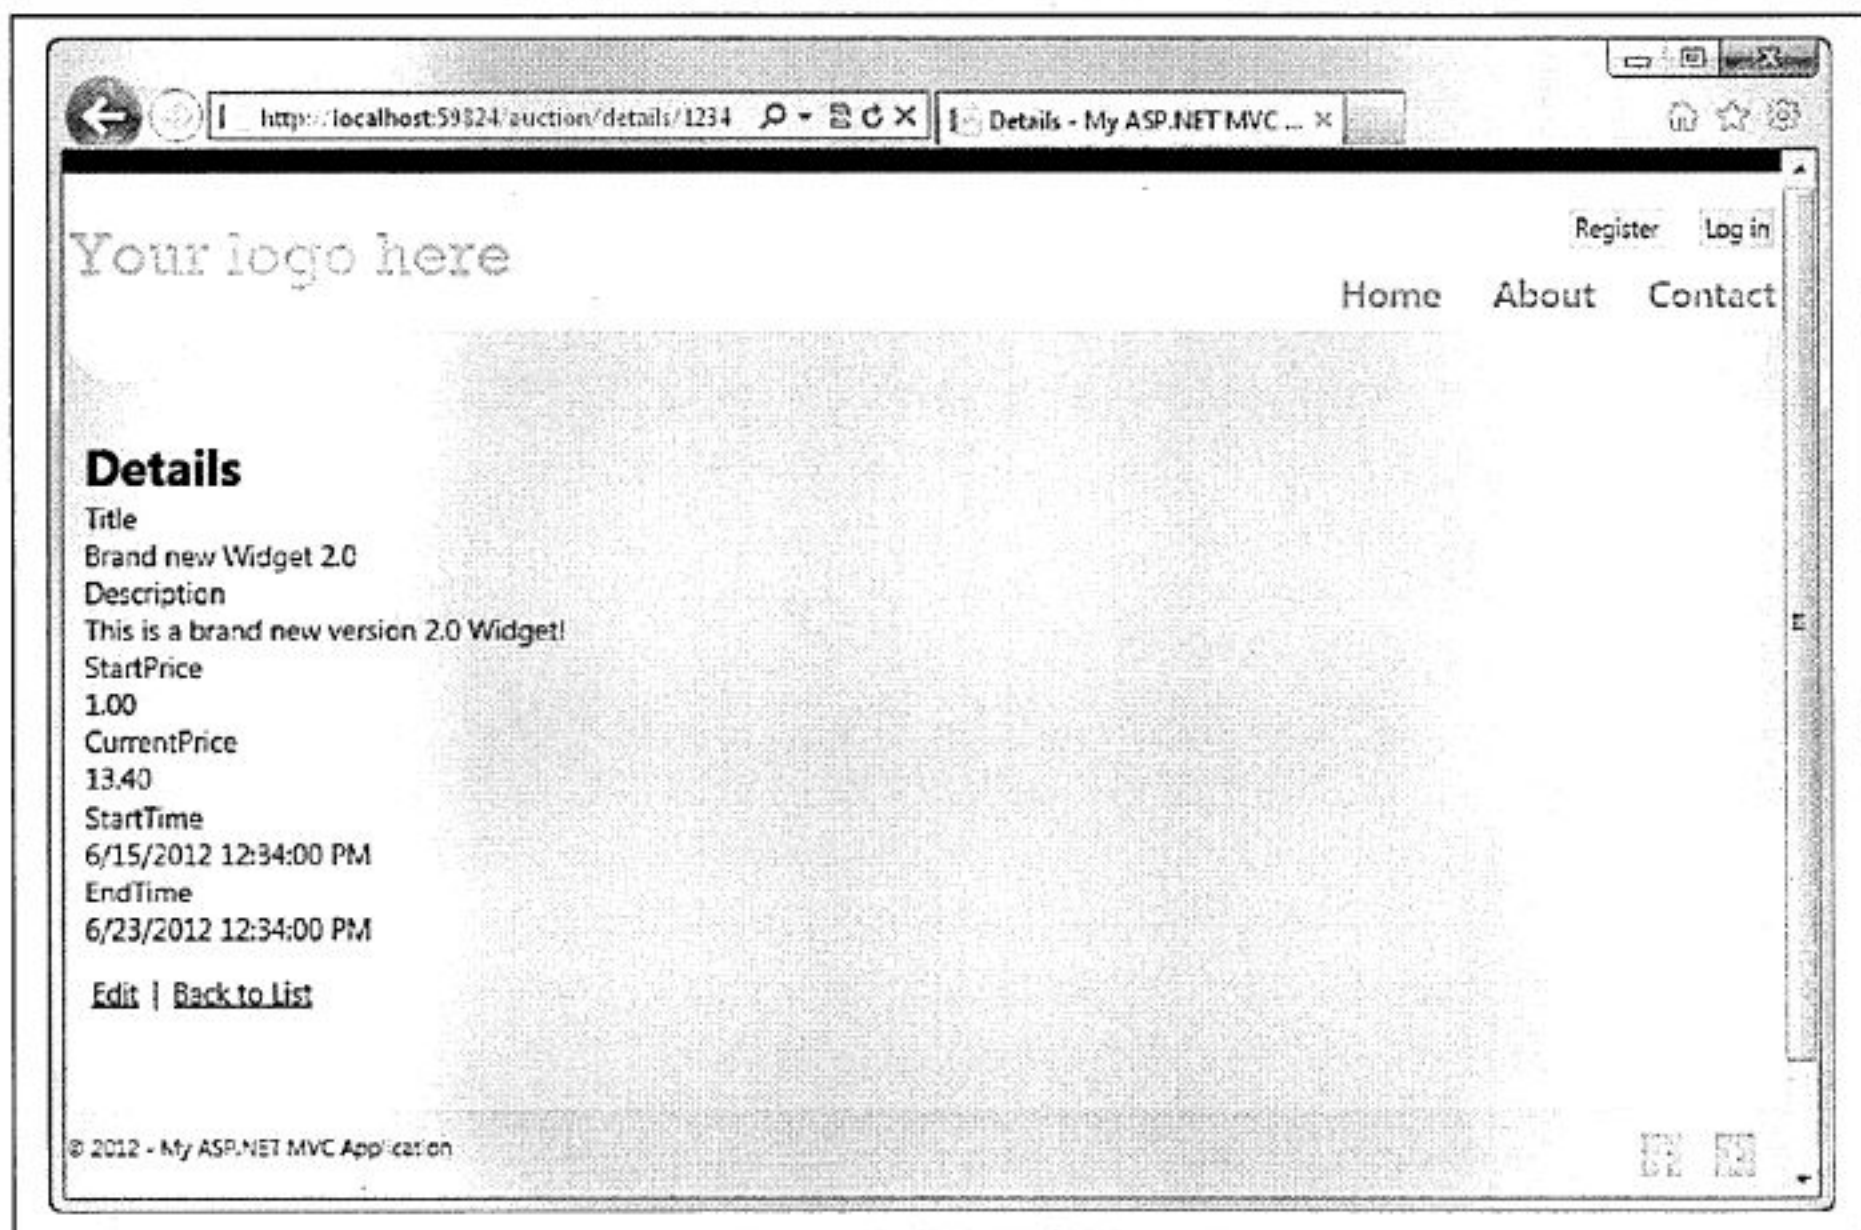 http://localhost:59824/auction/details/1234
Details - My ASP.NET MVC ...
Your logo here
Register Log in
Home About Contact
Details
Title
Brand new Widget 2.0
Description
This is a brand new version 2.0 Widget!
StartPrice
1.00
CurrentPrice
13.40
StartTime
6/15/2012 12:34:00 PM
EndTime
6/23/2012 12:34:00 PM
Edit | Back to List
© 2012 - My ASP.NET MVC Application